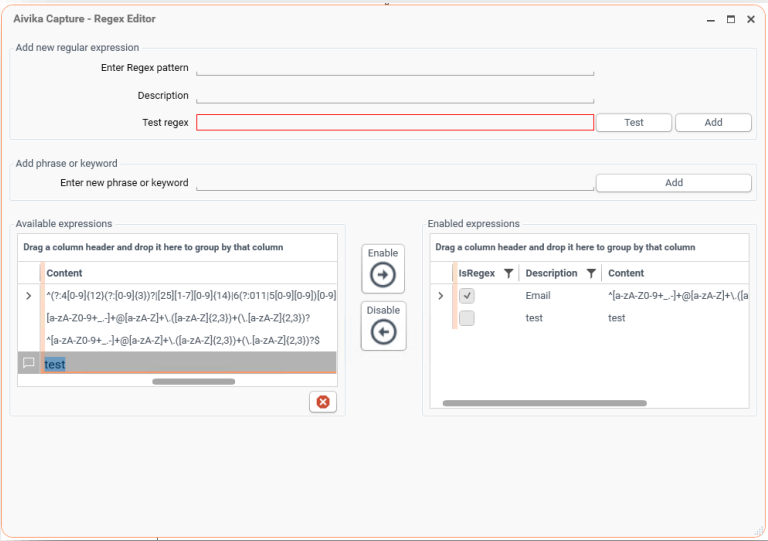 Aivika Capture - Regex Editor
Add new regular expression
Enter Regex pattern
Description
Test regex
Test
Add
Add phrase or keyword
Enter new phrase or keyword
Add
Available expressions
Drag a column header and drop it here to group by that column
Content
^(?:4[0-9]{12}(?:[0-9]{3})?|[25][1-7][0-9]{14}|6(?:011|5[0-9][0-9])[0-9]
[a-zA-Z0-9+_.-]+@[a-zA-Z]+\.([a-zA-Z]{2,3})+(\.[a-zA-Z]{2,3})?
^[a-zA-Z0-9+_.-]+@[a-zA-Z]+\.([a-zA-Z]{2,3})+(\.[a-zA-Z]{2,3})?$
test
Enable
Disable
Enabled expressions
Drag a column header and drop it here to group by that column
IsRegex Description Content
Email ^[a-zA-Z0-9+_.-]+@[a-zA-Z]+\.([a
test test